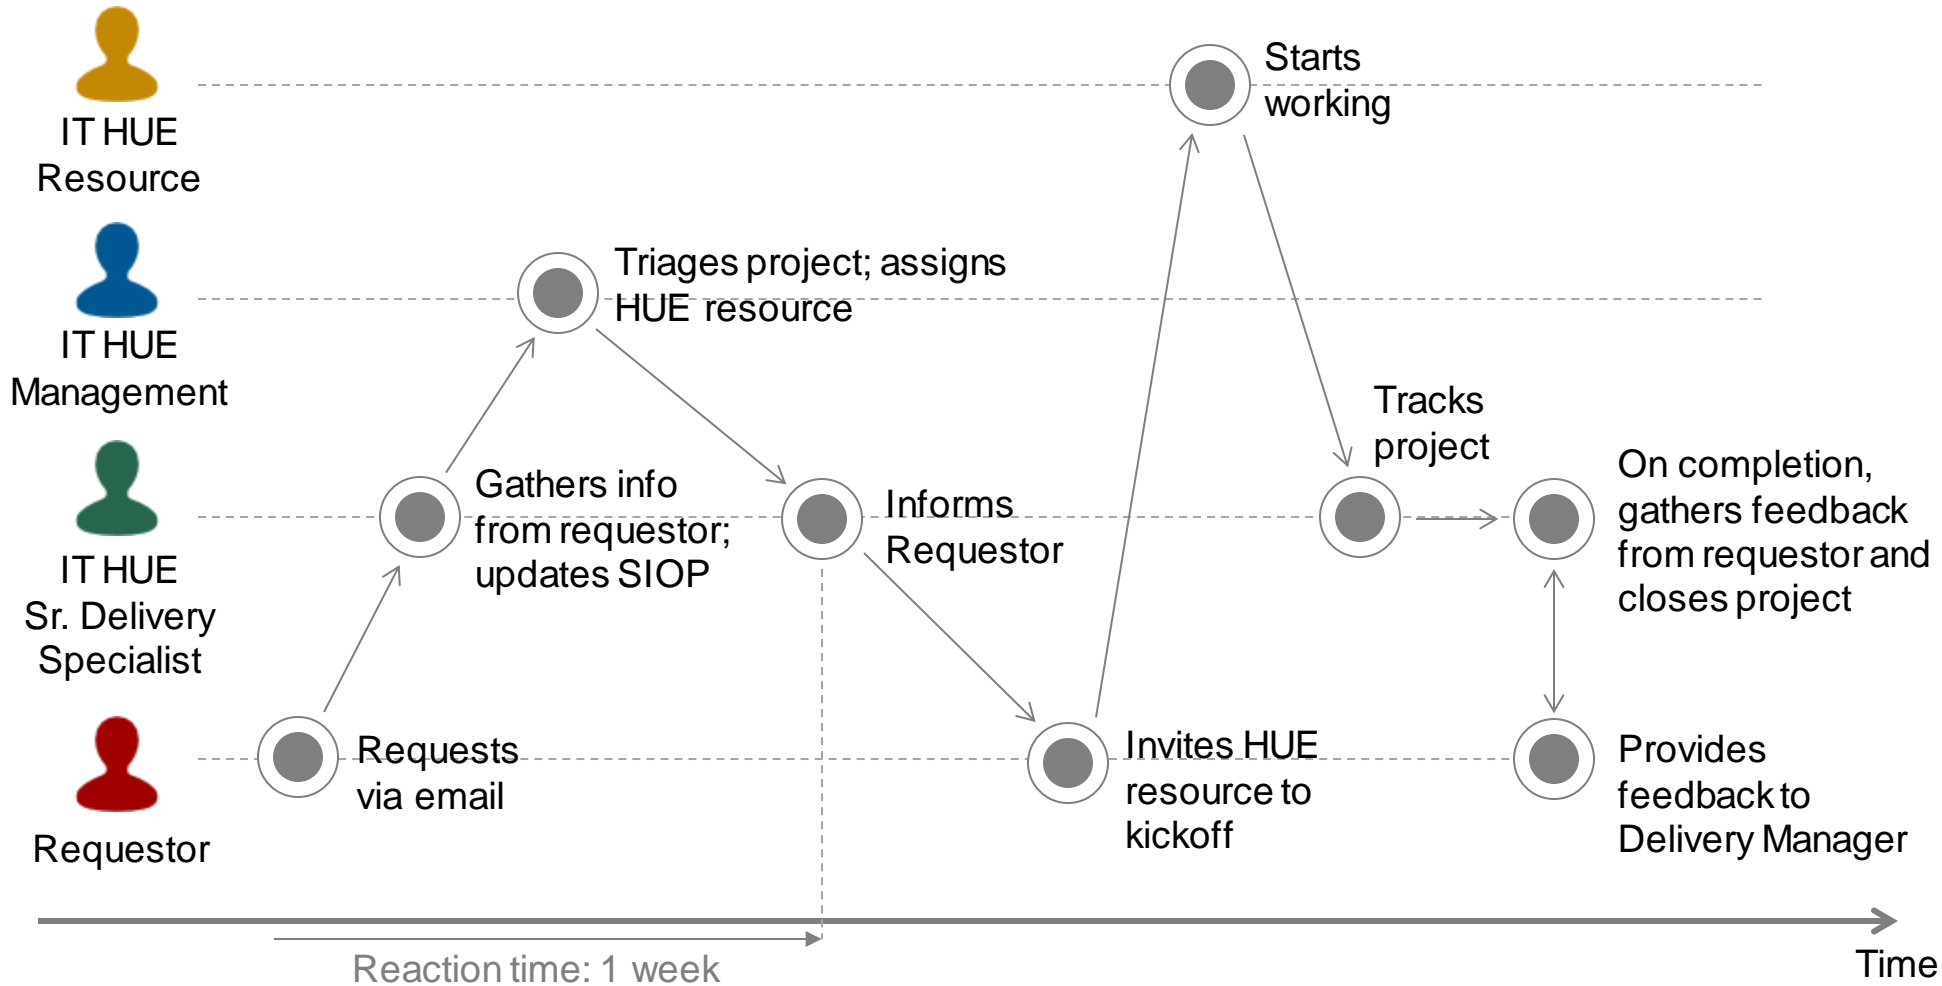 IT HUE
Resource
Starts
working
IT HUE
Management
Triages project; assigns
HUE resource
IT HUE
Sr. Delivery
Specialist
Gathers info
from requestor;
updates SIOP
Informs
Requestor
Tracks
project
On completion,
gathers feedback
from requestor and
closes project
Requestor
Requests
via email
Invites HUE
resource to
kickoff
Provides
feedback to
Delivery Manager
Reaction time: 1 week
Time